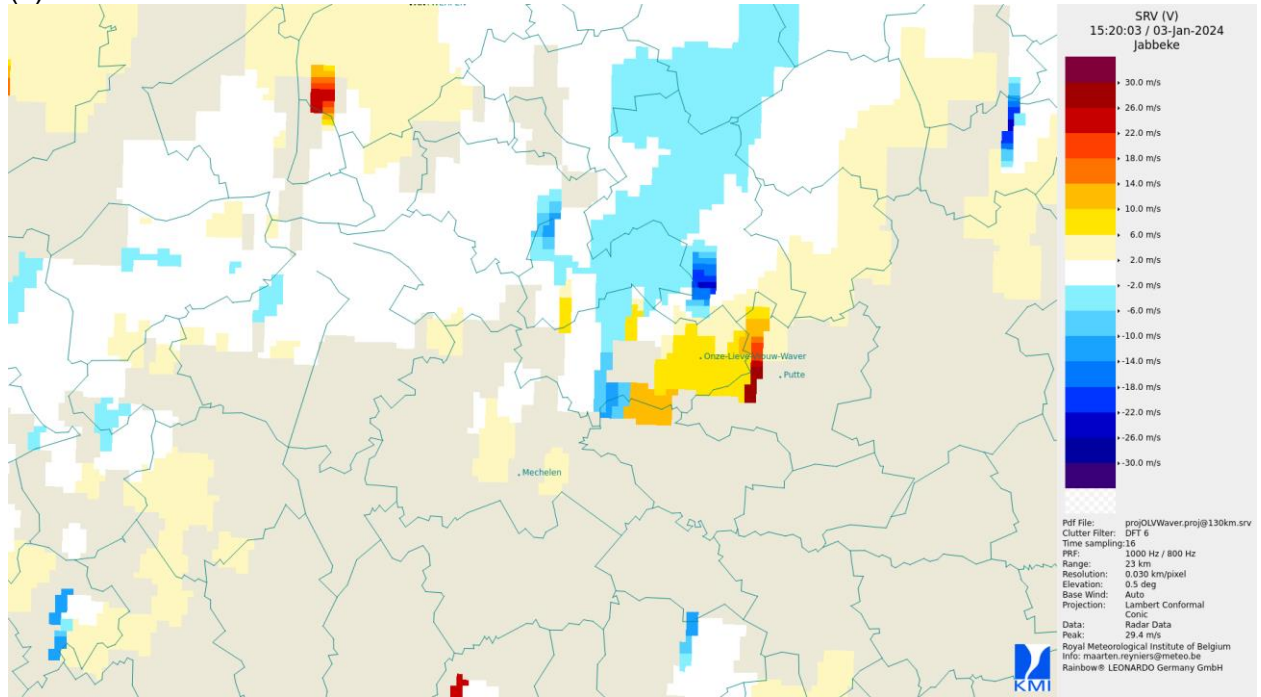 SRV (V)
15:20:03 / 03-Jan-2024
Jabbeke
30.0 m/s
26.0 m/s
22.0 m/s
18.0 m/s
14.0 m/s
10.0 m/s
6.0 m/s
2.0 m/s
-2.0 m/s
-6.0 m/s
-10.0 m/s
-14.0 m/s
-18.0 m/s
-22.0 m/s
-26.0 m/s
-30.0 m/s
Onze-Lieve-Vrouw-Waver
Putte
Mechelen
Pdf File: projOLVWaver.proj@130km.srv
Clutter Filter: DFT 6
Time sampling:16
PRF: 1000 Hz / 800 Hz
Range: 23 km
Resolution: 0.030 km/pixel
Elevation: 0.5 deg
Base Wind: Auto
Projection: Lambert Conformal
Conic
Data: Radar Data
Peak: 29.4 m/s
Royal Meteorological Institute of Belgium
Info: maarten.reyniers@meteo.be
Rainbow® LEONARDO Germany GmbH
KMI